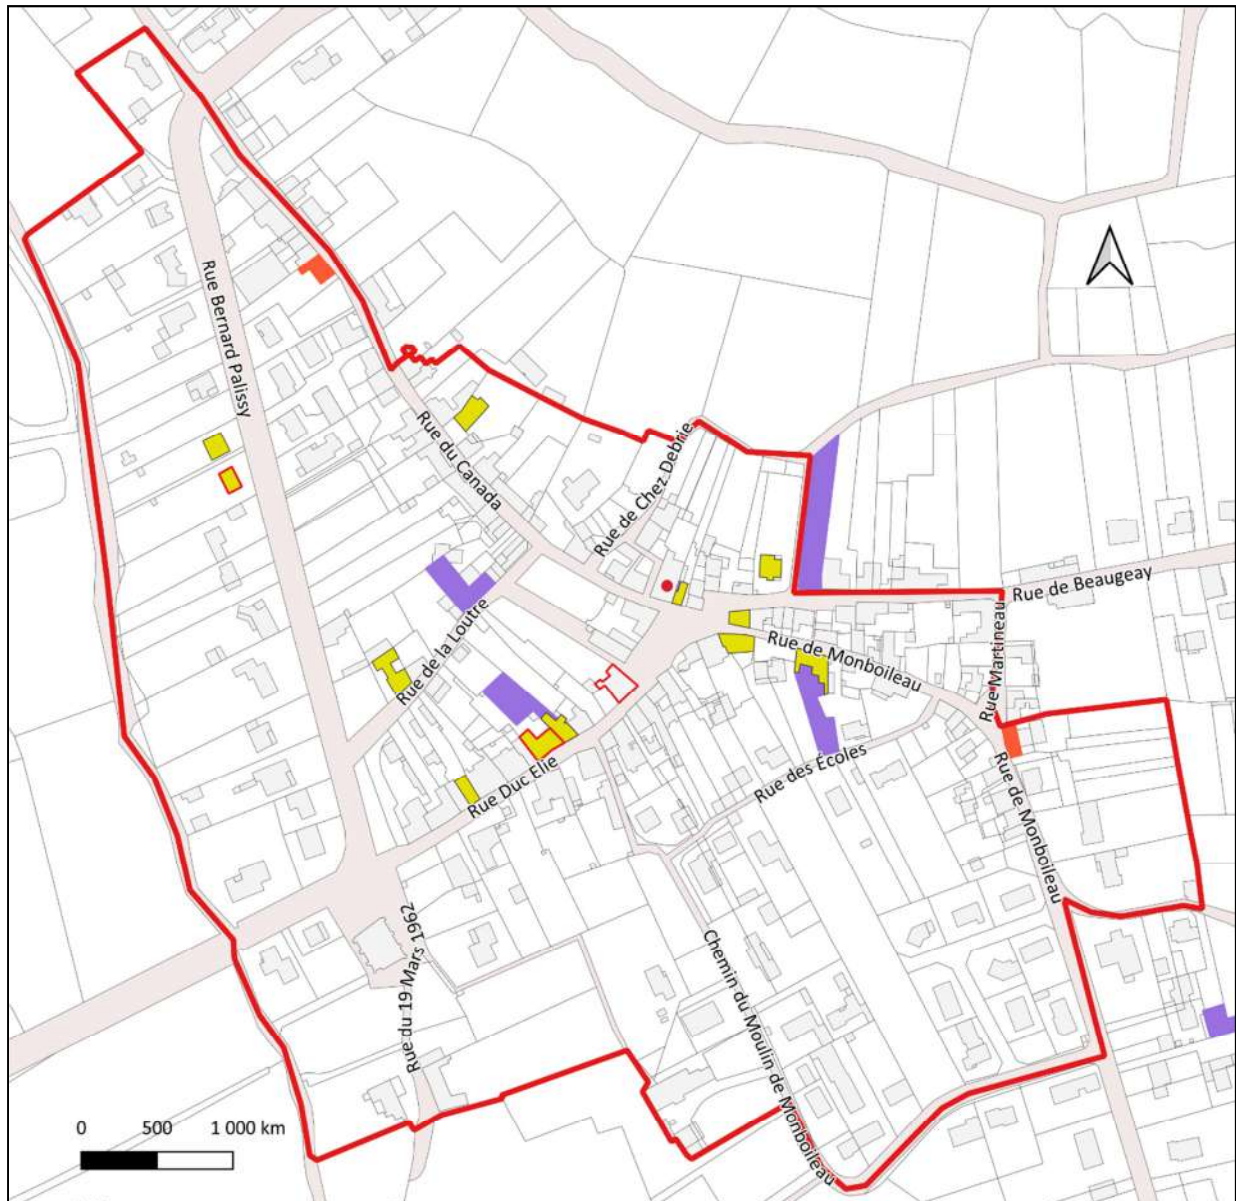 Rue Bernard Palissy
Rue du Canada
Rue de Chez Debrie
Rue de Beaugeay
Rue de la Loutre
Rue de Monboileau
Rue Martineau
Rue Duc Elie
Rue des Écoles
Rue de Monboileau
Rue du 19 Mars 1962
Chemin du Moulin de Monboileau
0 500 1 000 km